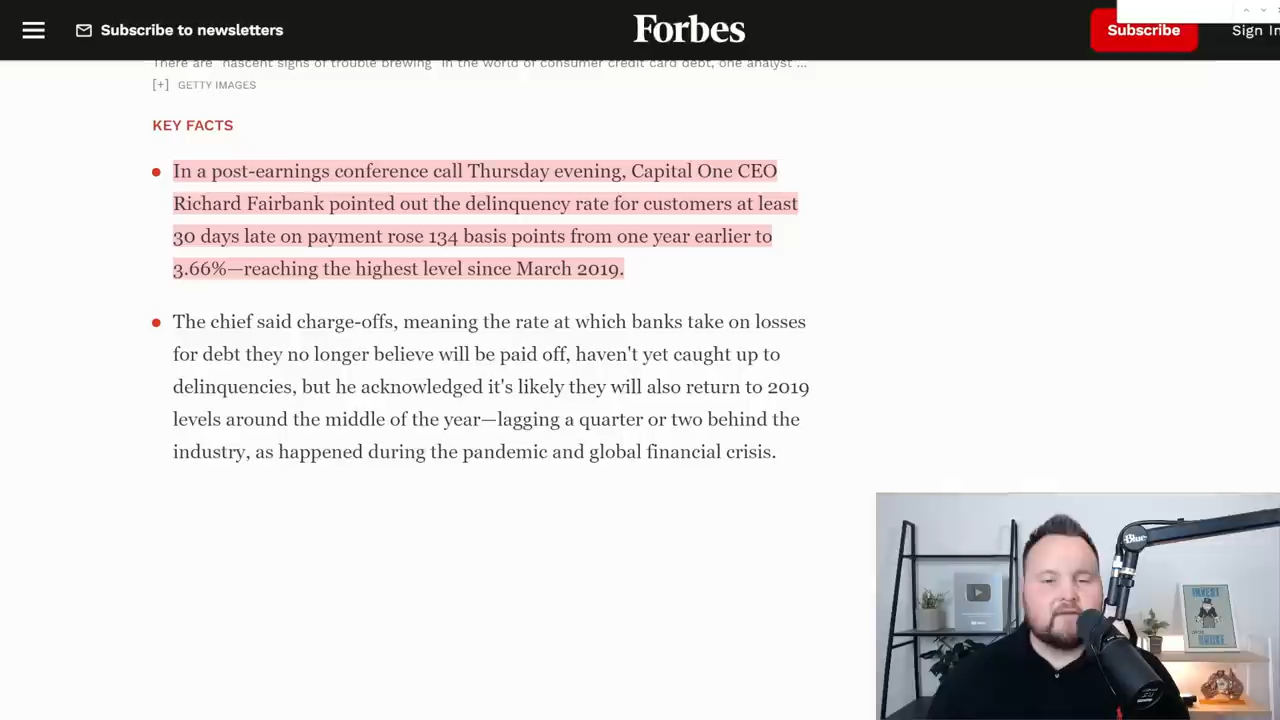 Subscribe to newsletters
Forbes
Subscribe
Sign In
There are "nascent signs of trouble brewing" in the world of consumer credit card debt, one analyst ...
[+] GETTY IMAGES
KEY FACTS
In a post-earnings conference call Thursday evening, Capital One CEO
Richard Fairbank pointed out the delinquency rate for customers at least
30 days late on payment rose 134 basis points from one year earlier to
3.66%—reaching the highest level since March 2019.
The chief said charge-offs, meaning the rate at which banks take on losses
for debt they no longer believe will be paid off, haven't yet caught up to
delinquencies, but he acknowledged it's likely they will also return to 2019
levels around the middle of the year—lagging a quarter or two behind the
industry, as happened during the pandemic and global financial crisis.
Blue
INVEST
BROKE